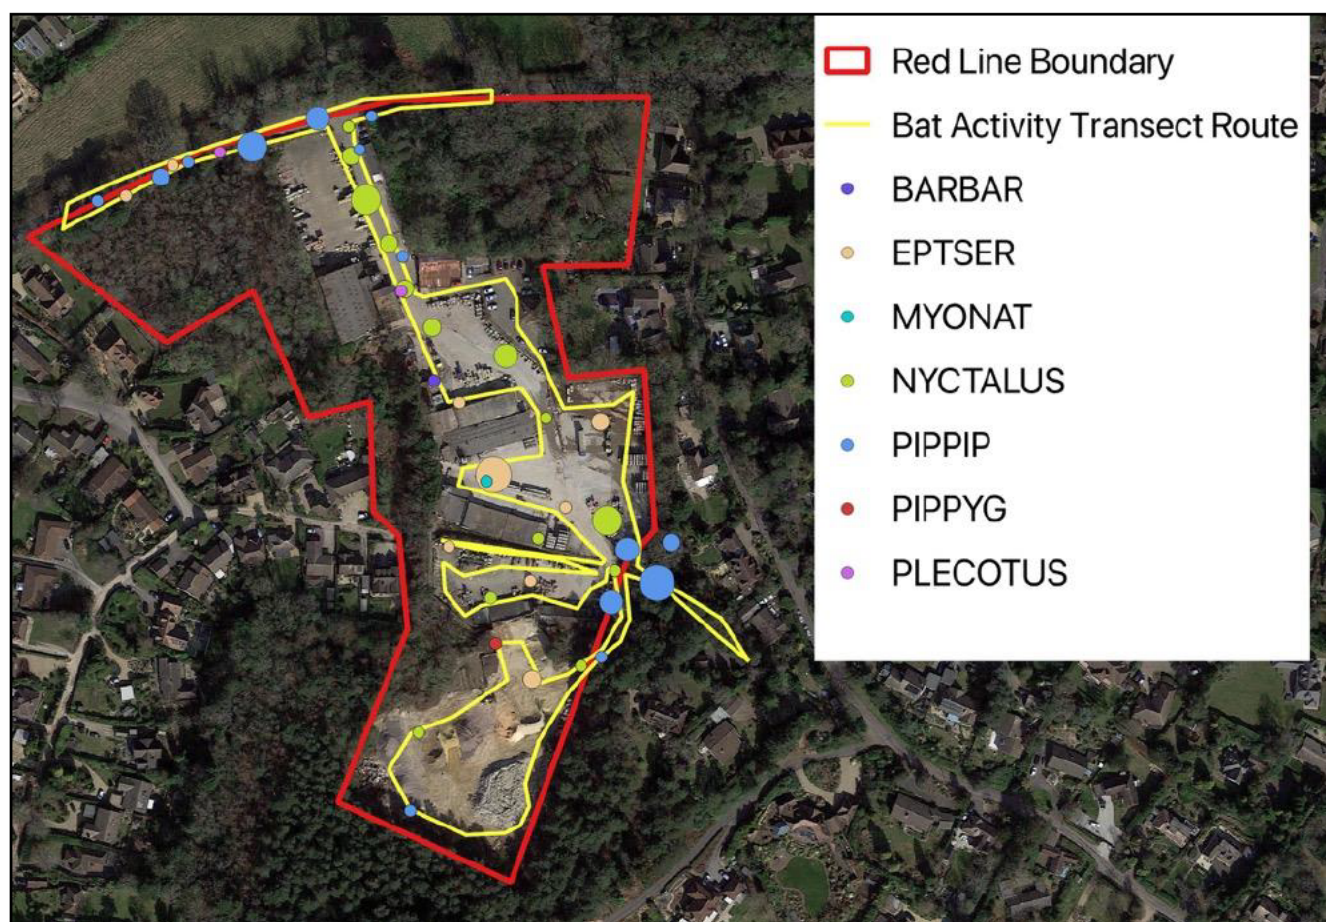 Red Line Boundary
Bat Activity Transect Route
BARBAR
EPTSER
MYONAT
NYCTALUS
PIPPIP
PIPPYG
PLECOTUS